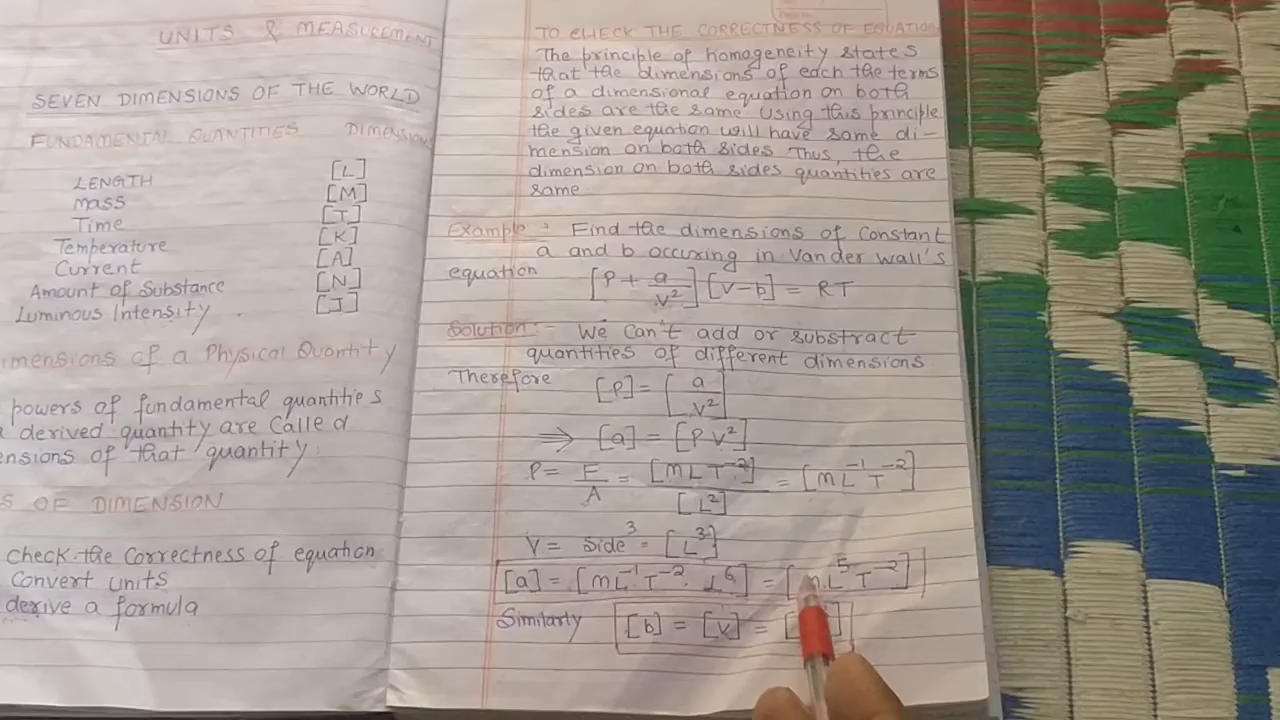 UNITS & MEASUREMENT
SEVEN DIMENSIONS OF THE WORLD
FUNDAMENTAL QUANTITIES DIMENSIONS
LENGTH [L]
Mass [M]
Time [T]
Temperature [K]
Current [A]
Amount of Substance [N]
Luminous Intensity [J]
imensions of a Physical Quantity
powers of fundamental quantities
derived quantity are called
ensions of that quantity
S OF DIMENSION
check the correctness of equation
Convert units
derive a formula
TO CHECK THE CORRECTNESS OF EQUATION
The principle of homogeneity states
that the dimensions of each the terms
of a dimensional equation on both
sides are the same Using this principle
the given equation will have same di-
mension on both sides Thus, the
dimension on both sides quantities are
same
Example : Find the dimensions of Constant
a and b occuring in Vander wall's
equation [P + a/V²] [V-b] = RT
Solution:- We can't add or substract
quantities of different dimensions
Therefore [P] = [a/V²]
⇒ [a] = [PV²]
P = F/A = [MLT⁻²]/[L²] = [ML⁻¹T⁻²]
V = Side³ = [L³]
[a] = [ML⁻¹T⁻² L⁶] = [ML⁵T⁻²]
Similarly [b] = [V] = [ ]